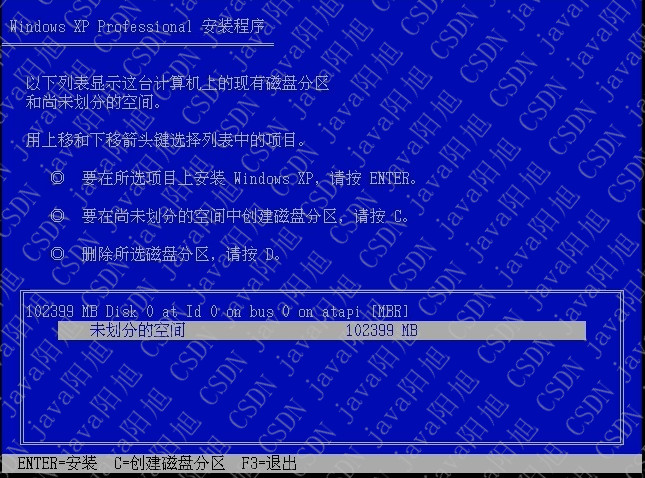 Windows XP Professional 安装程序
以下列表显示这台计算机上的现有磁盘分区
和尚未划分的空间。
用上移和下移箭头键选择列表中的项目。
◎ 要在所选项目上安装 Windows XP，请按 ENTER。
◎ 要在尚未划分的空间中创建磁盘分区，请按 C。
◎ 删除所选磁盘分区，请按 D。
102399 MB Disk 0 at Id 0 on bus 0 on atapi [MBR]
未划分的空间 102399 MB
ENTER=安装 C=创建磁盘分区 F3=退出
CSDN java阳旭